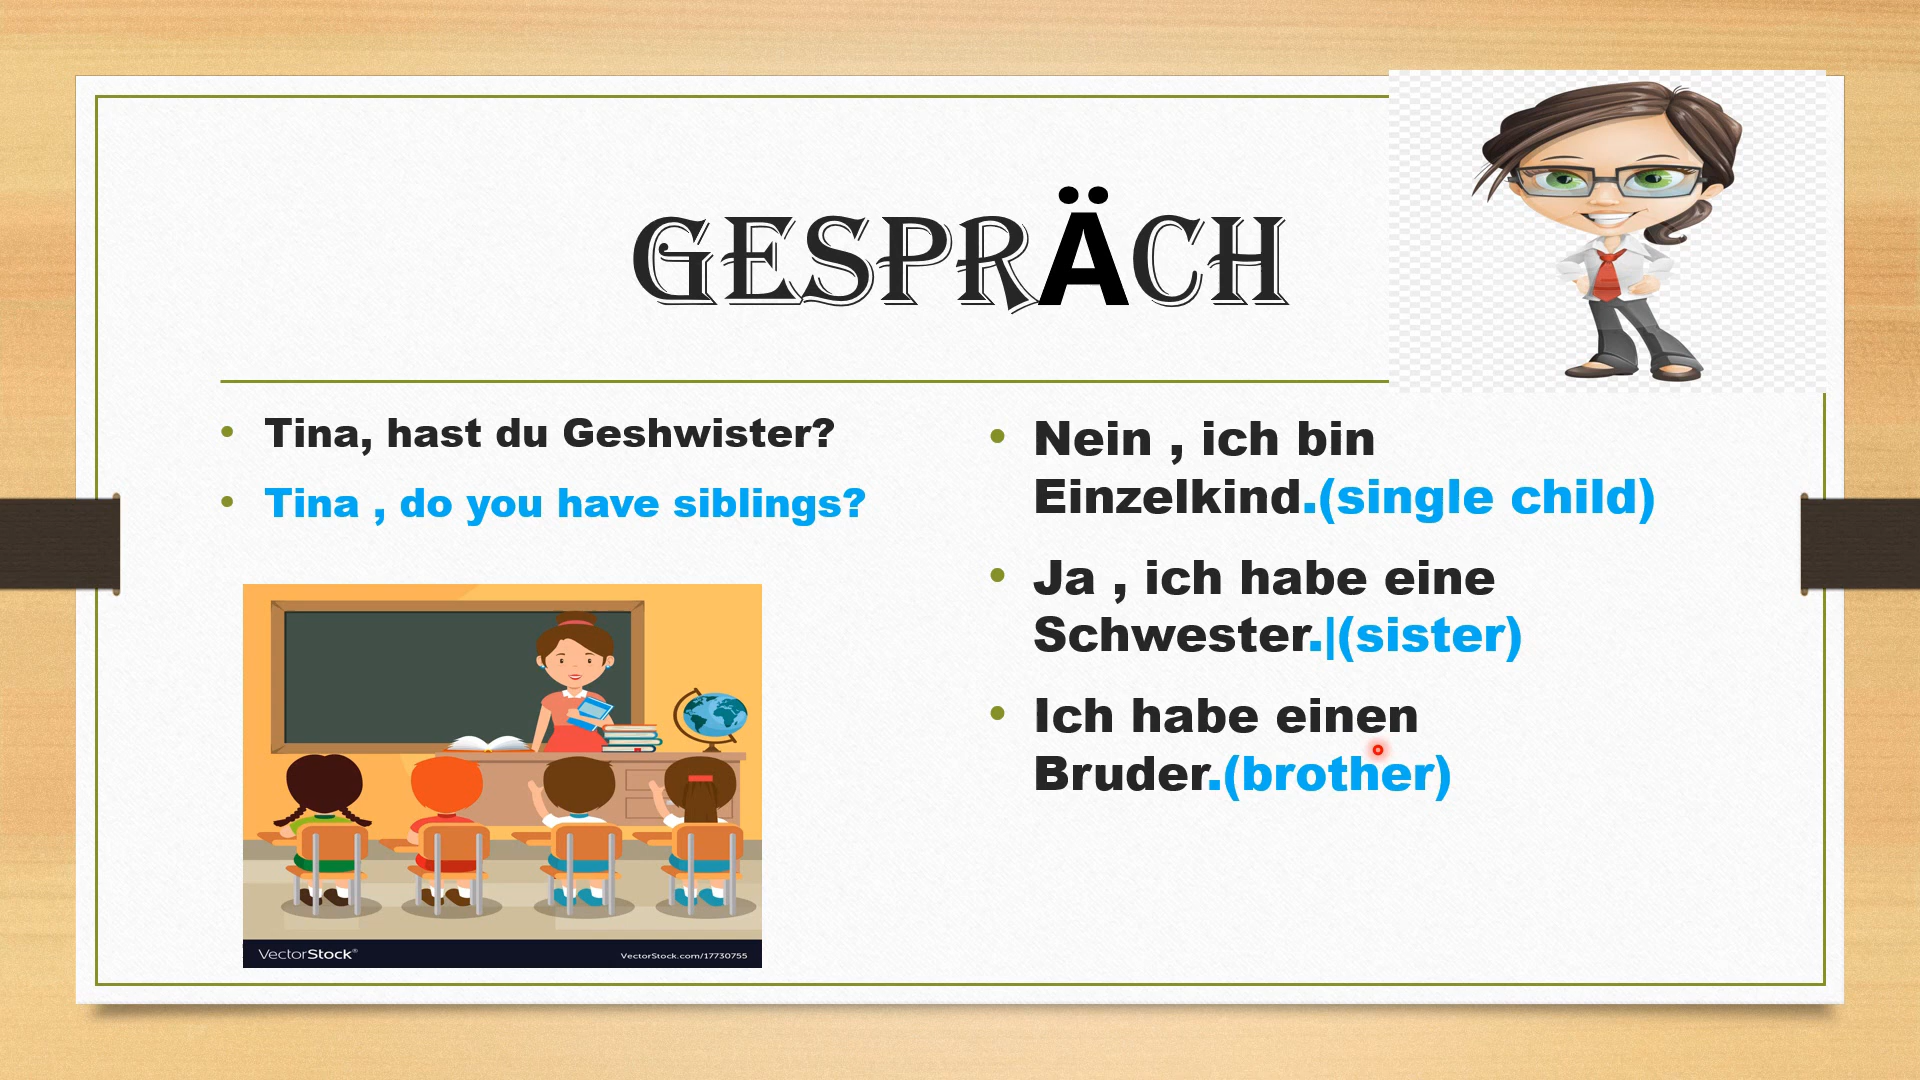 GESPRÄCH
Tina, hast du Geshwister?
Tina , do you have siblings?
Nein , ich bin
Einzelkind.(single child)
Ja , ich habe eine
Schwester.|(sister)
Ich habe einen
Bruder.(brother)
VectorStock®
VectorStock.com/17730755